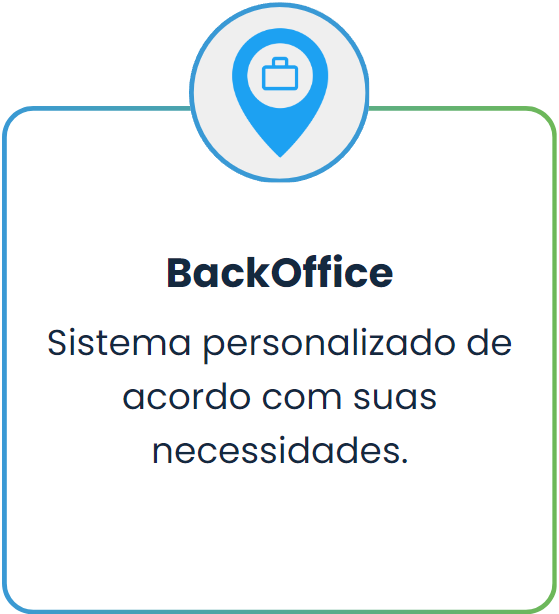 BackOffice
Sistema personalizado de
acordo com suas
necessidades.